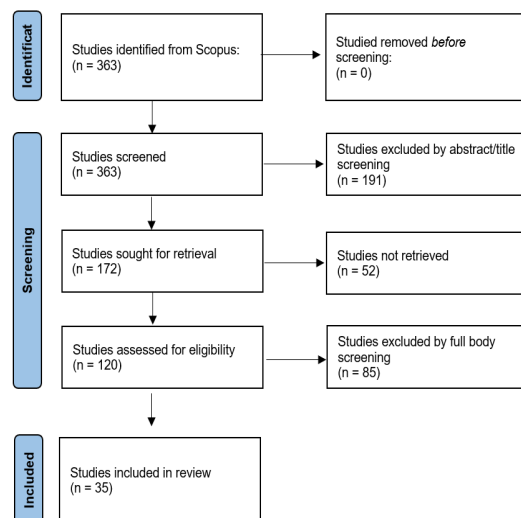 Identificat
Studies identified from Scopus:
(n = 363)
Studied removed before
screening:
(n = 0)
Screening
Studies screened
(n = 363)
Studies excluded by abstract/title
screening
(n = 191)
Studies sought for retrieval
(n = 172)
Studies not retrieved
(n = 52)
Studies assessed for eligibility
(n = 120)
Studies excluded by full body
screening
(n = 85)
Included
Studies included in review
(n = 35)